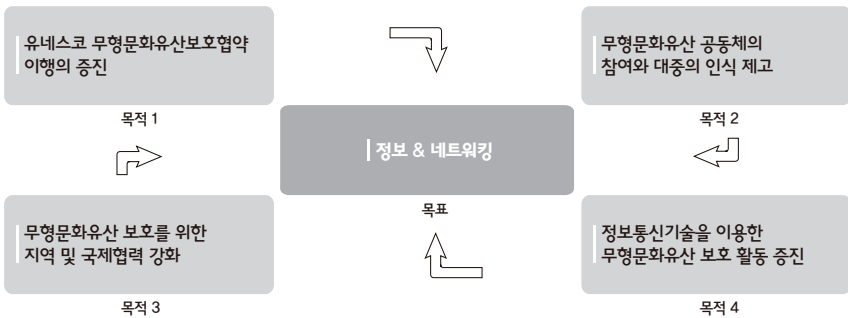 유네스코 무형문화유산보호협약
이행의 증진
목적 1
무형문화유산 공동체의
참여와 대중의 인식 제고
목적 2
정보 & 네트워킹
목표
무형문화유산 보호를 위한
지역 및 국제협력 강화
목적 3
정보통신기술을 이용한
무형문화유산 보호 활동 증진
목적 4